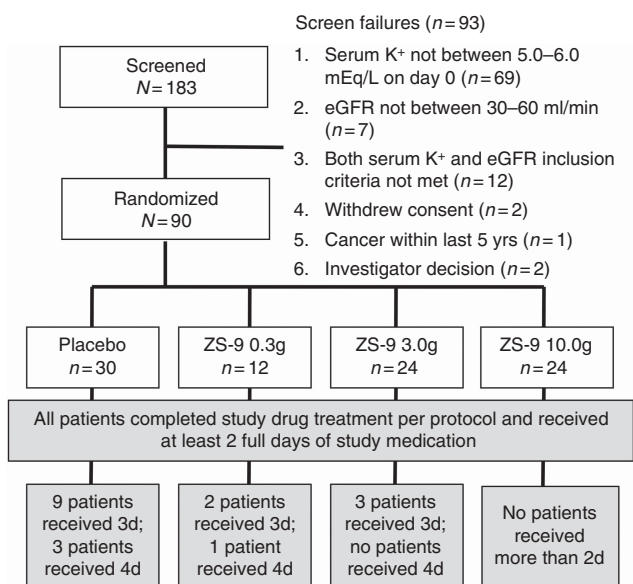 Screen failures (n=93)
Screened
N=183
1. Serum K+ not between 5.0–6.0
mEq/L on day 0 (n=69)
2. eGFR not between 30–60 ml/min
(n=7)
3. Both serum K+ and eGFR inclusion
criteria not met (n=12)
4. Withdrew consent (n=2)
5. Cancer within last 5 yrs (n=1)
6. Investigator decision (n=2)
Randomized
N=90
Placebo
n=30
ZS-9 0.3g
n=12
ZS-9 3.0g
n=24
ZS-9 10.0g
n=24
All patients completed study drug treatment per protocol and received
at least 2 full days of study medication
9 patients
received 3d;
3 patients
received 4d
2 patients
received 3d;
1 patient
received 4d
3 patients
received 3d;
no patients
received 4d
No patients
received
more than 2d